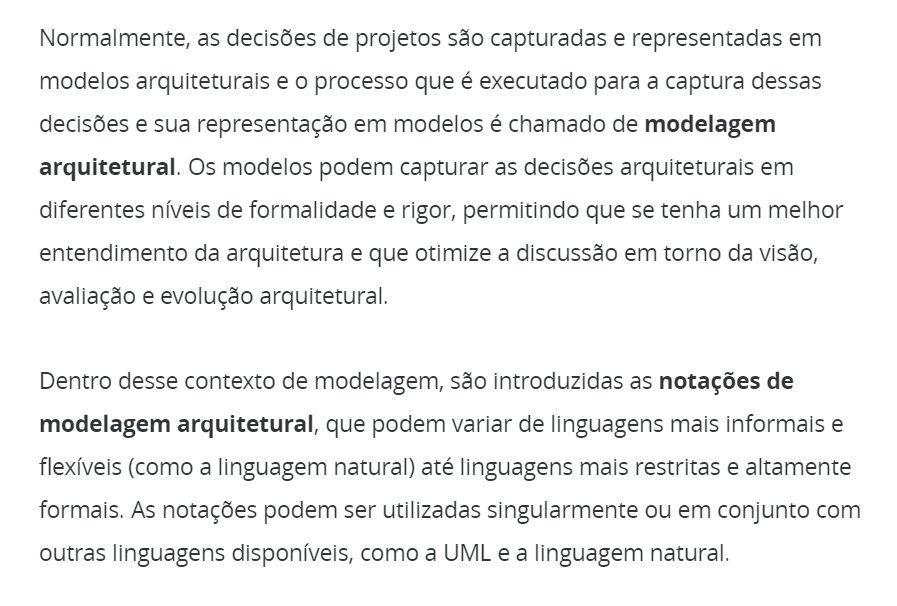 Normalmente, as decisões de projetos são capturadas e representadas em
modelos arquiteturais e o processo que é executado para a captura dessas
decisões e sua representação em modelos é chamado de modelagem
arquitetural. Os modelos podem capturar as decisões arquiteturais em
diferentes níveis de formalidade e rigor, permitindo que se tenha um melhor
entendimento da arquitetura e que otimize a discussão em torno da visão,
avaliação e evolução arquitetural.
Dentro desse contexto de modelagem, são introduzidas as notações de
modelagem arquitetural, que podem variar de linguagens mais informais e
flexíveis (como a linguagem natural) até linguagens mais restritas e altamente
formais. As notações podem ser utilizadas singularmente ou em conjunto com
outras linguagens disponíveis, como a UML e a linguagem natural.